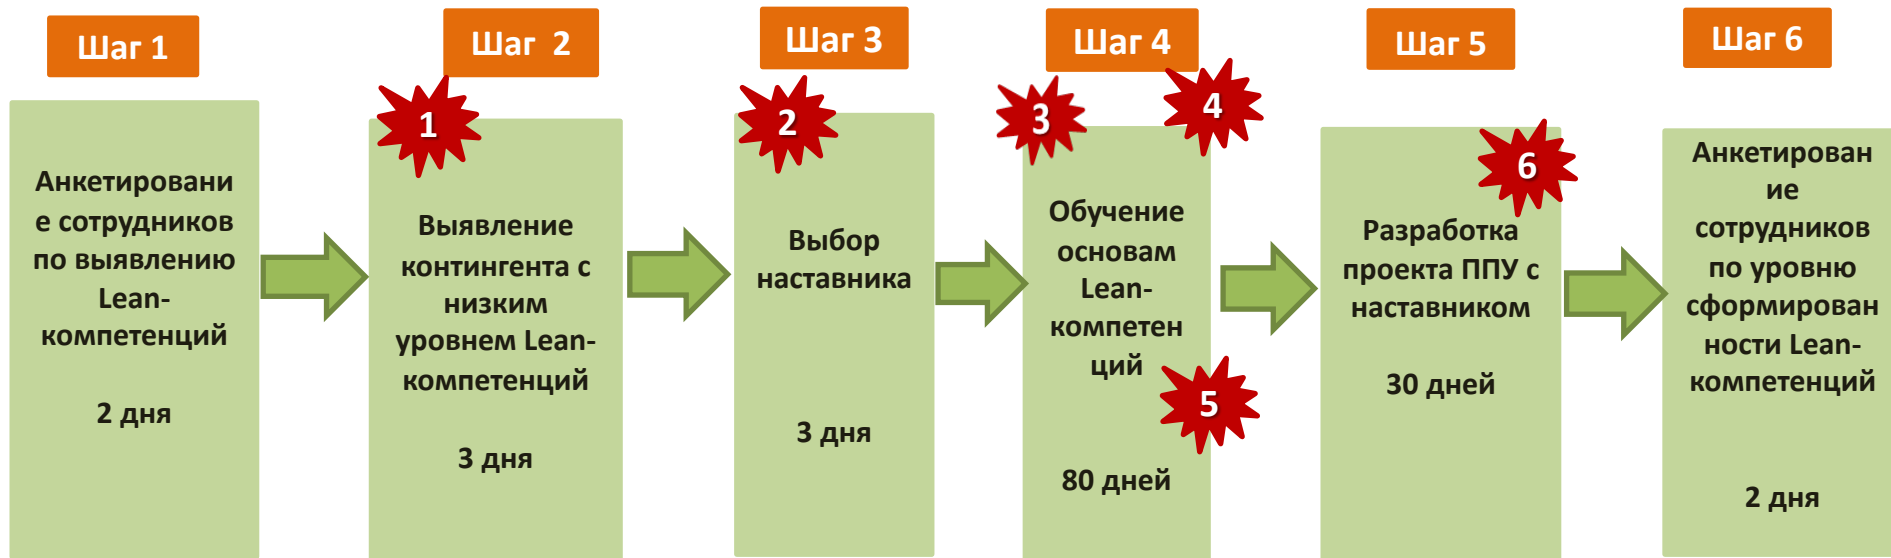 Шаг 1
Анкетировани
е сотрудников
по выявлению
Lean-
компетенций
2 дня
Шаг 2
1
Выявление
контингента с
низким
уровнем Lean-
компетенций
3 дня
Шаг 3
2
Выбор
наставника
3 дня
Шаг 4
3
4
Обучение
основам
Lean-
компетен
ций
5
80 дней
Шаг 5
6
Разработка
проекта ППУ с
наставником
30 дней
Шаг 6
Анкетирован
ие
сотрудников
по уровню
сформирован
ности Lean-
компетенций
2 дня